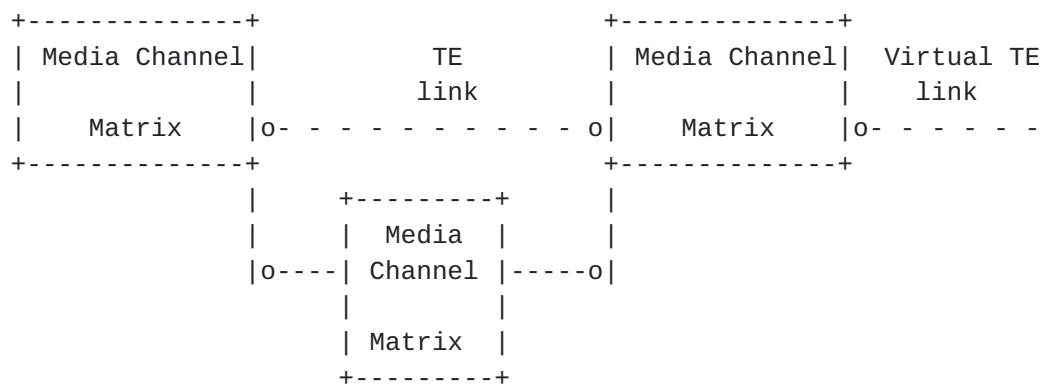 +--------------+                      +--------------+
| Media Channel|           TE         | Media Channel|  Virtual TE
|              |          link        |              |    link
|    Matrix    |o- - - - - - - - - - o|    Matrix    |o- - - - - -
+--------------+                      +--------------+
               |     +---------+      |
               |     |  Media  |      |
               |o----| Channel |-----o|
                     |         |
                     | Matrix  |
                     +---------+